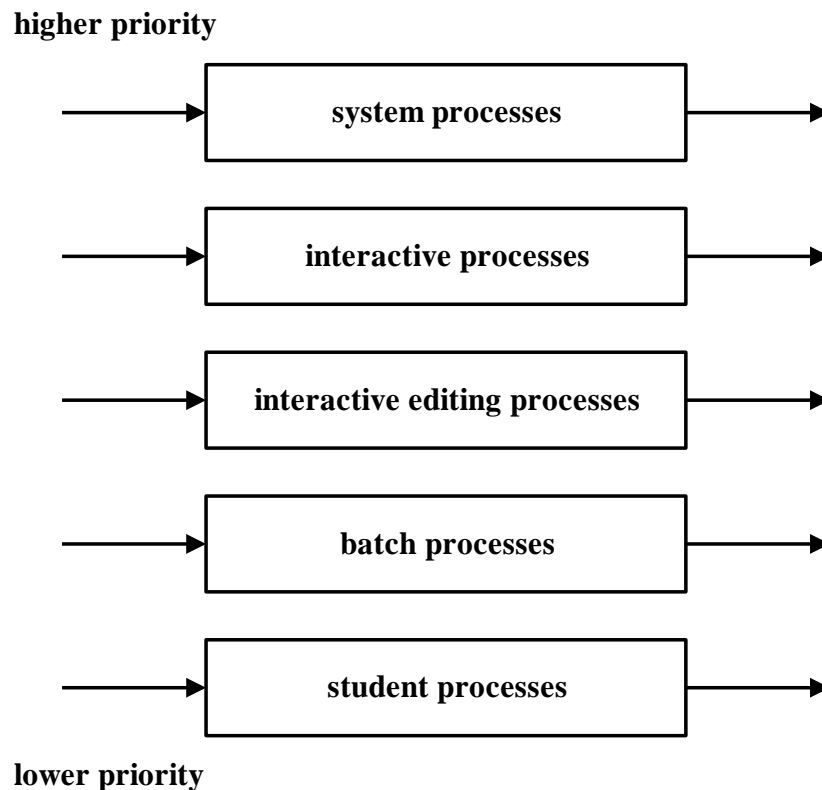 higher priority
system processes
interactive processes
interactive editing processes
batch processes
student processes
lower priority